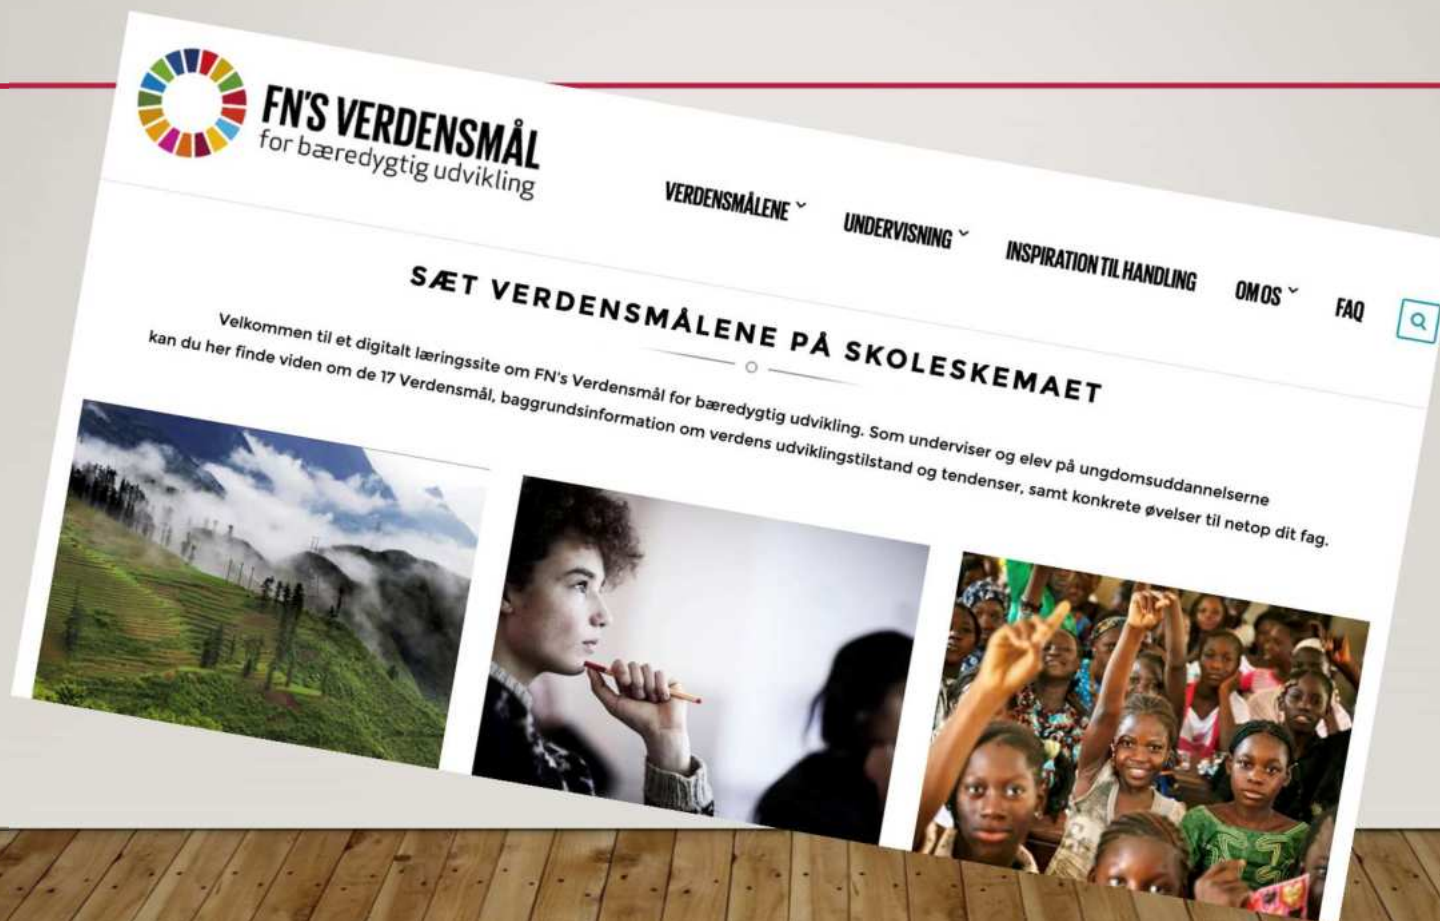 FN'S VERDENSMÅL
for bæredygtig udvikling
VERDENSMÅLENE
UNDERVISNING
INSPIRATION TIL HANDLING
OM OS
FAQ
SÆT VERDENSMÅLENE PÅ SKOLESKEMAET
Velkommen til et digitalt læringssite om FN's Verdensmål for bæredygtig udvikling. Som underviser og elev på ungdomsuddannelserne
kan du her finde viden om de 17 Verdensmål, baggrundsinformation om verdens udviklingstilstand og tendenser, samt konkrete øvelser til netop dit fag.